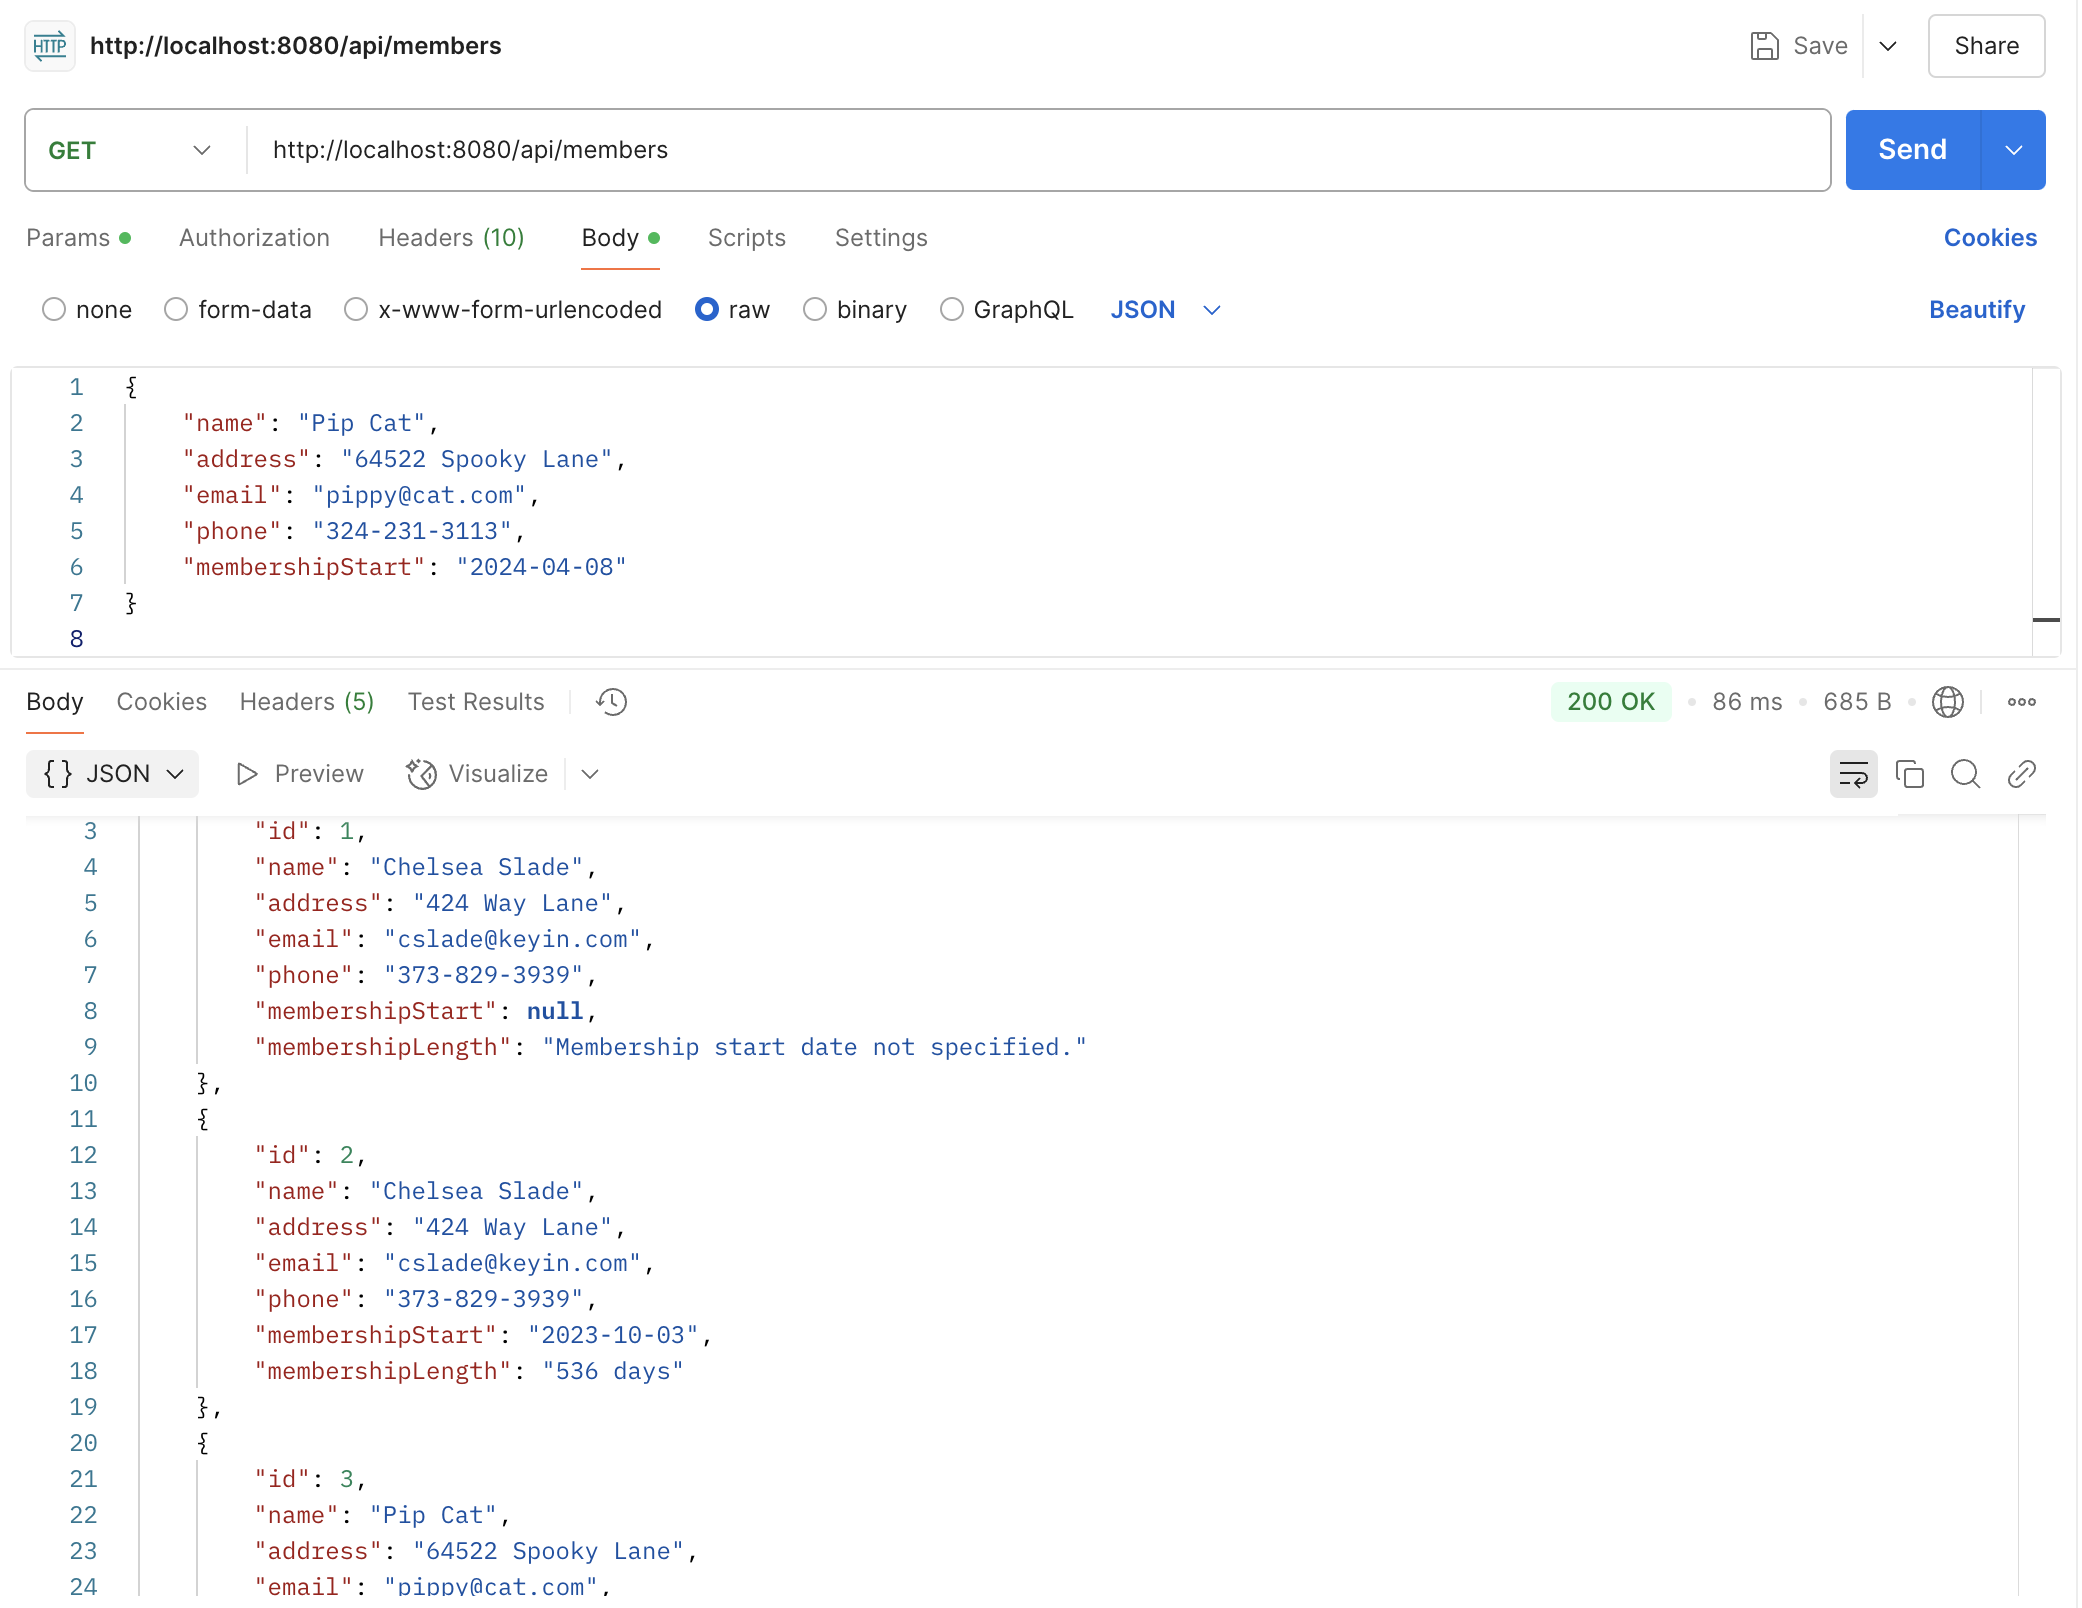 HTTP http://localhost:8080/api/members Save Share
GET http://localhost:8080/api/members Send
Params Authorization Headers (10) Body Scripts Settings Cookies
none form-data x-www-form-urlencoded raw binary GraphQL JSON Beautify
1 {
2 "name": "Pip Cat",
3 "address": "64522 Spooky Lane",
4 "email": "pippy@cat.com",
5 "phone": "324-231-3113",
6 "membershipStart": "2024-04-08"
7 }
8
Body Cookies Headers (5) Test Results 200 OK • 86 ms • 685 B •
{} JSON Preview Visualize
3 "id": 1,
4 "name": "Chelsea Slade",
5 "address": "424 Way Lane",
6 "email": "cslade@keyin.com",
7 "phone": "373-829-3939",
8 "membershipStart": null,
9 "membershipLength": "Membership start date not specified."
10 },
11 {
12 "id": 2,
13 "name": "Chelsea Slade",
14 "address": "424 Way Lane",
15 "email": "cslade@keyin.com",
16 "phone": "373-829-3939",
17 "membershipStart": "2023-10-03",
18 "membershipLength": "536 days"
19 },
20 {
21 "id": 3,
22 "name": "Pip Cat",
23 "address": "64522 Spooky Lane",
24 "email": "pippy@cat.com",